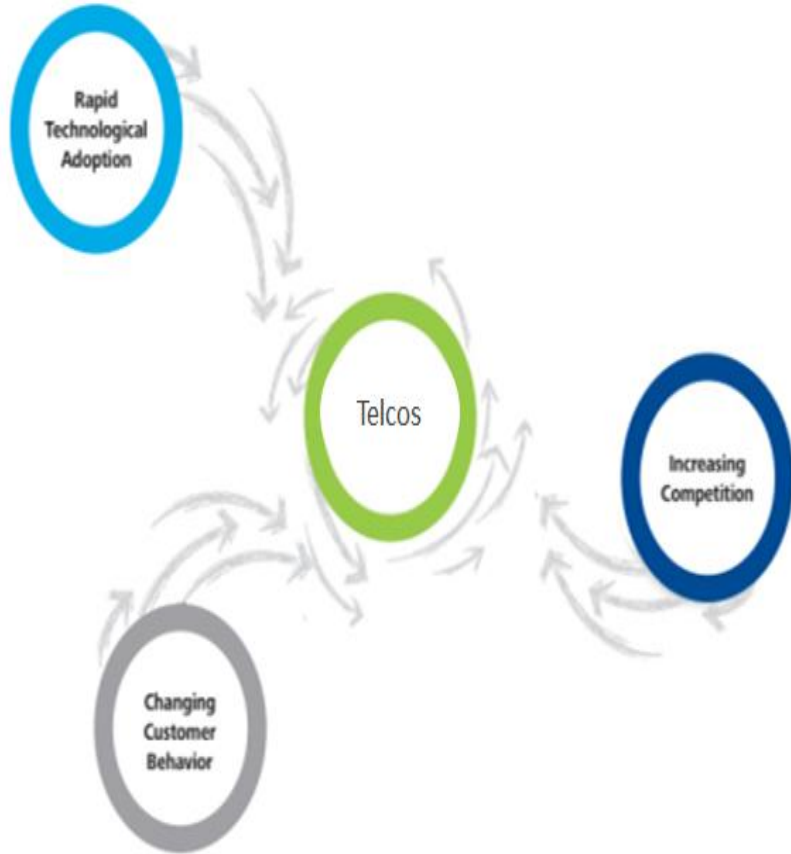 Rapid
Technological
Adoption
Telcos
Increasing
Competition
Changing
Customer
Behavior